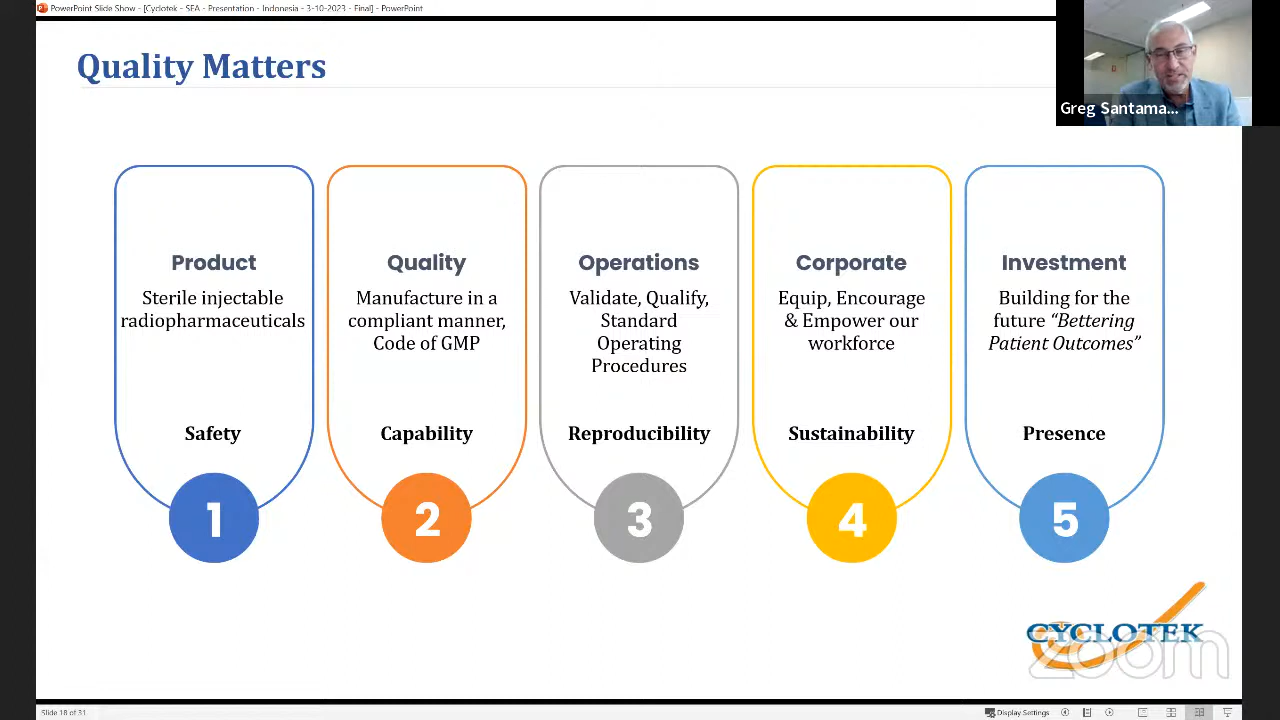 PowerPoint Slide Show - [Cyclotek - SEA - Presentation - Indonesia - 3-10-2023 - Final] - PowerPoint
Quality Matters
Greg Santama...
Product
Sterile injectable
radiopharmaceuticals
Safety
1
Quality
Manufacture in a
compliant manner,
Code of GMP
Capability
2
Operations
Validate, Qualify,
Standard
Operating
Procedures
Reproducibility
3
Corporate
Equip, Encourage
& Empower our
workforce
Sustainability
4
Investment
Building for the
future “Bettering
Patient Outcomes”
Presence
5
CYCLOTEK
zoom
Slide 18 of 31
Display Settings